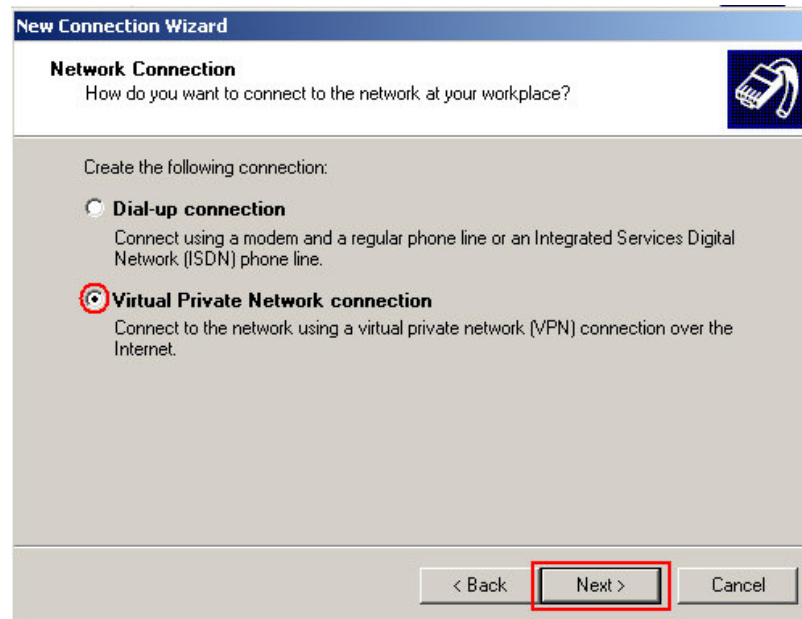 New Connection Wizard
Network Connection
How do you want to connect to the network at your workplace?
Create the following connection:
Dial-up connection
Connect using a modem and a regular phone line or an Integrated Services Digital
Network (ISDN) phone line.
Virtual Private Network connection
Connect to the network using a virtual private network (VPN) connection over the
Internet.
< Back Next > Cancel